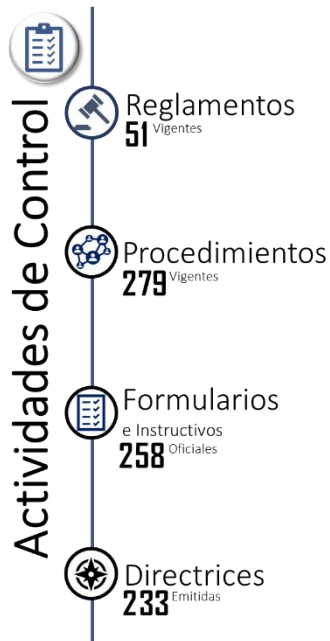 Actividades de Control
Reglamentos
51 Vigentes
Procedimientos
279 Vigentes
Formularios
e Instructivos
258 Oficiales
Directrices
233 Emitidas